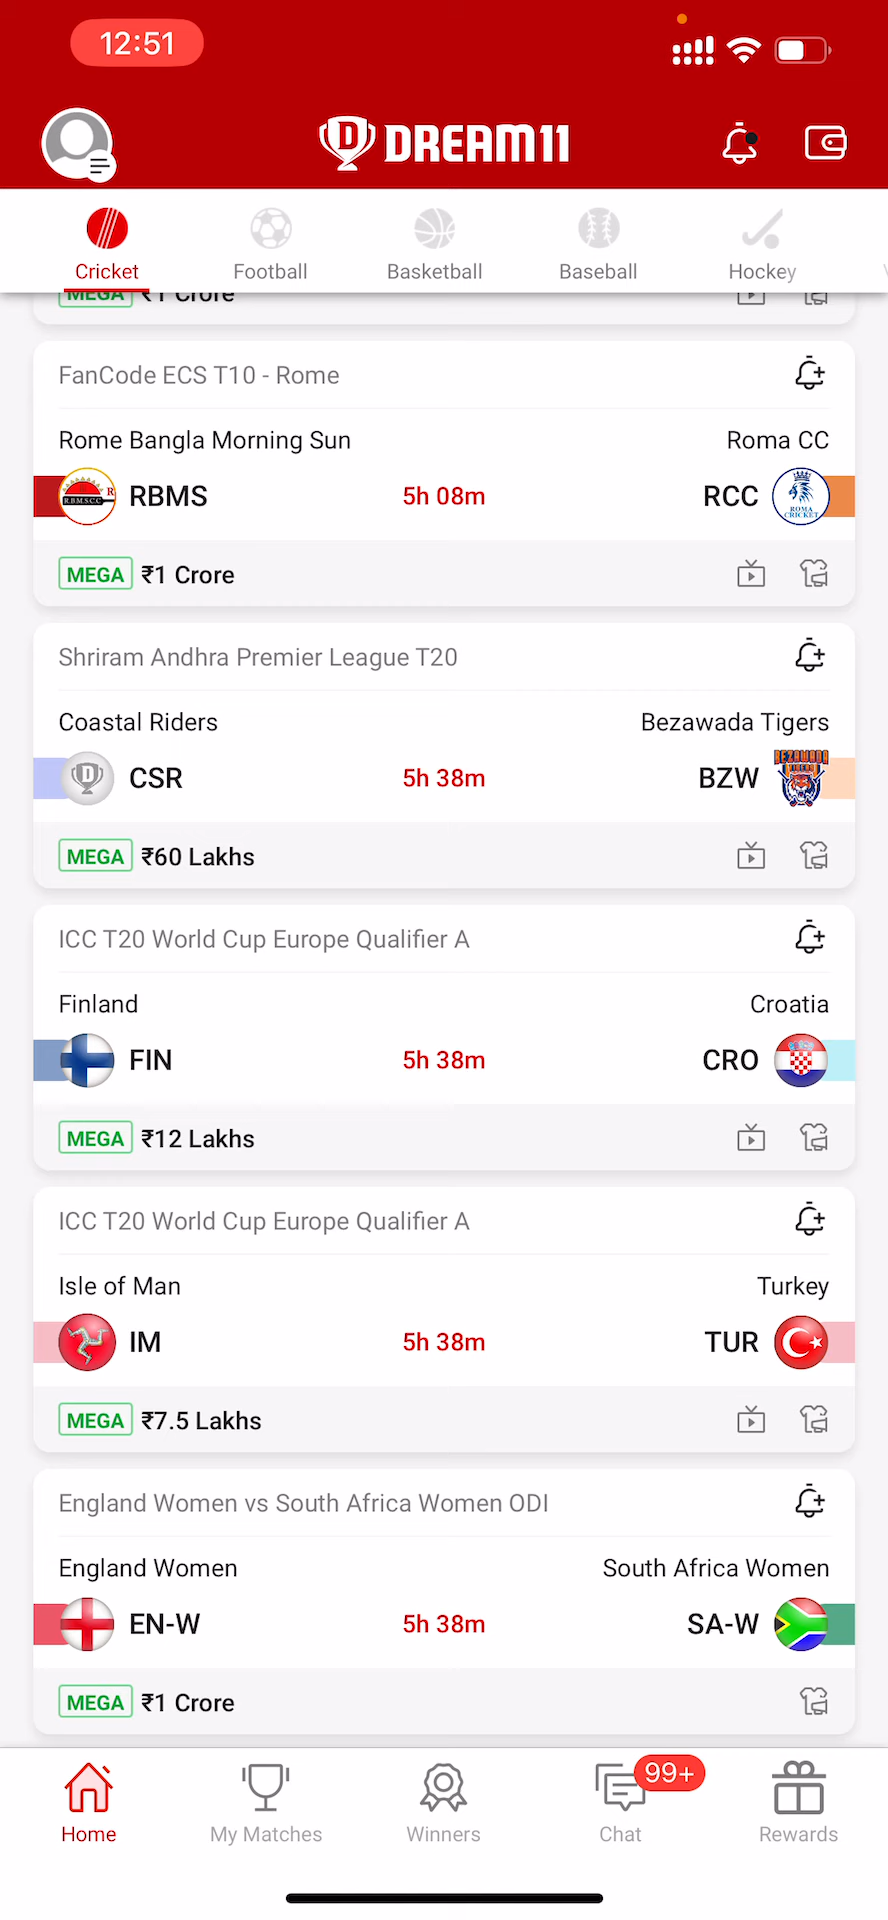 12:51
DREAM11
Cricket
Football
Basketball
Baseball
Hockey
MEGA ₹1 Crore
FanCode ECS T10 - Rome
Rome Bangla Morning Sun
Roma CC
RBMS
5h 08m
RCC
MEGA ₹1 Crore
Shriram Andhra Premier League T20
Coastal Riders
Bezawada Tigers
CSR
5h 38m
BZW
MEGA ₹60 Lakhs
ICC T20 World Cup Europe Qualifier A
Finland
Croatia
FIN
5h 38m
CRO
MEGA ₹12 Lakhs
ICC T20 World Cup Europe Qualifier A
Isle of Man
Turkey
IM
5h 38m
TUR
MEGA ₹7.5 Lakhs
England Women vs South Africa Women ODI
England Women
South Africa Women
EN-W
5h 38m
SA-W
MEGA ₹1 Crore
99+
Home
My Matches
Winners
Chat
Rewards